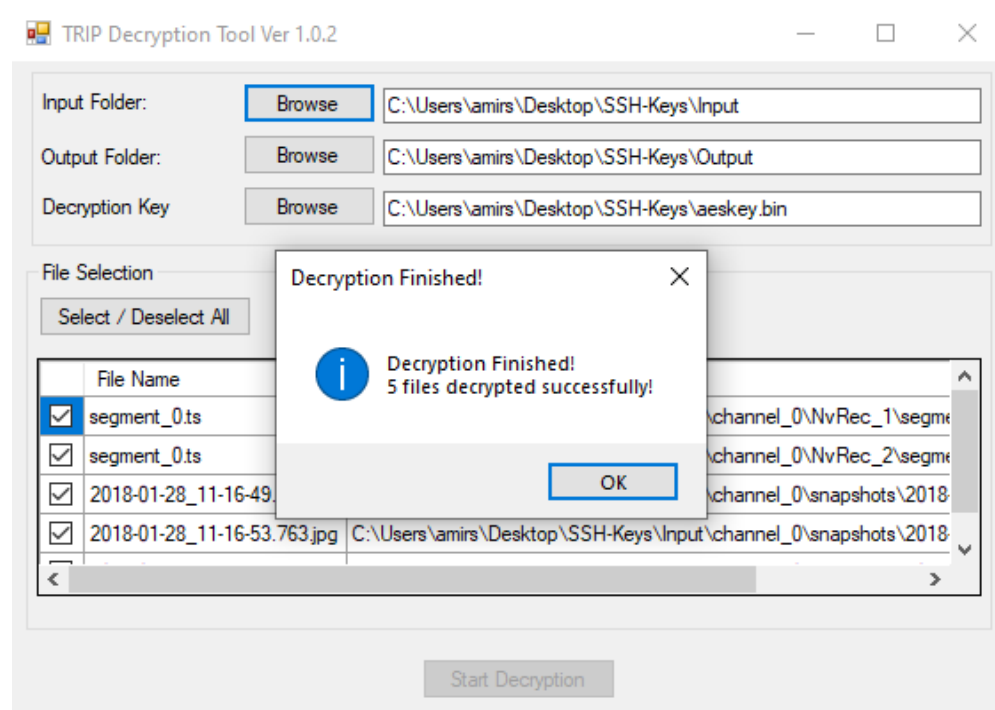 TRIP Decryption Tool Ver 1.0.2
Input Folder: Browse C:\Users\amirs\Desktop\SSH-Keys\Input
Output Folder: Browse C:\Users\amirs\Desktop\SSH-Keys\Output
Decryption Key Browse C:\Users\amirs\Desktop\SSH-Keys\aeskey.bin
File Selection
Select / Deselect All
Decryption Finished!
Decryption Finished!
5 files decrypted successfully!
OK
File Name
segment_0.ts \channel_0\NvRec_1\segme
segment_0.ts \channel_0\NvRec_2\segme
2018-01-28_11-16-49. \channel_0\snapshots\2018-
2018-01-28_11-16-53.763.jpg C:\Users\amirs\Desktop\SSH-Keys\Input\channel_0\snapshots\2018-
Start Decryption